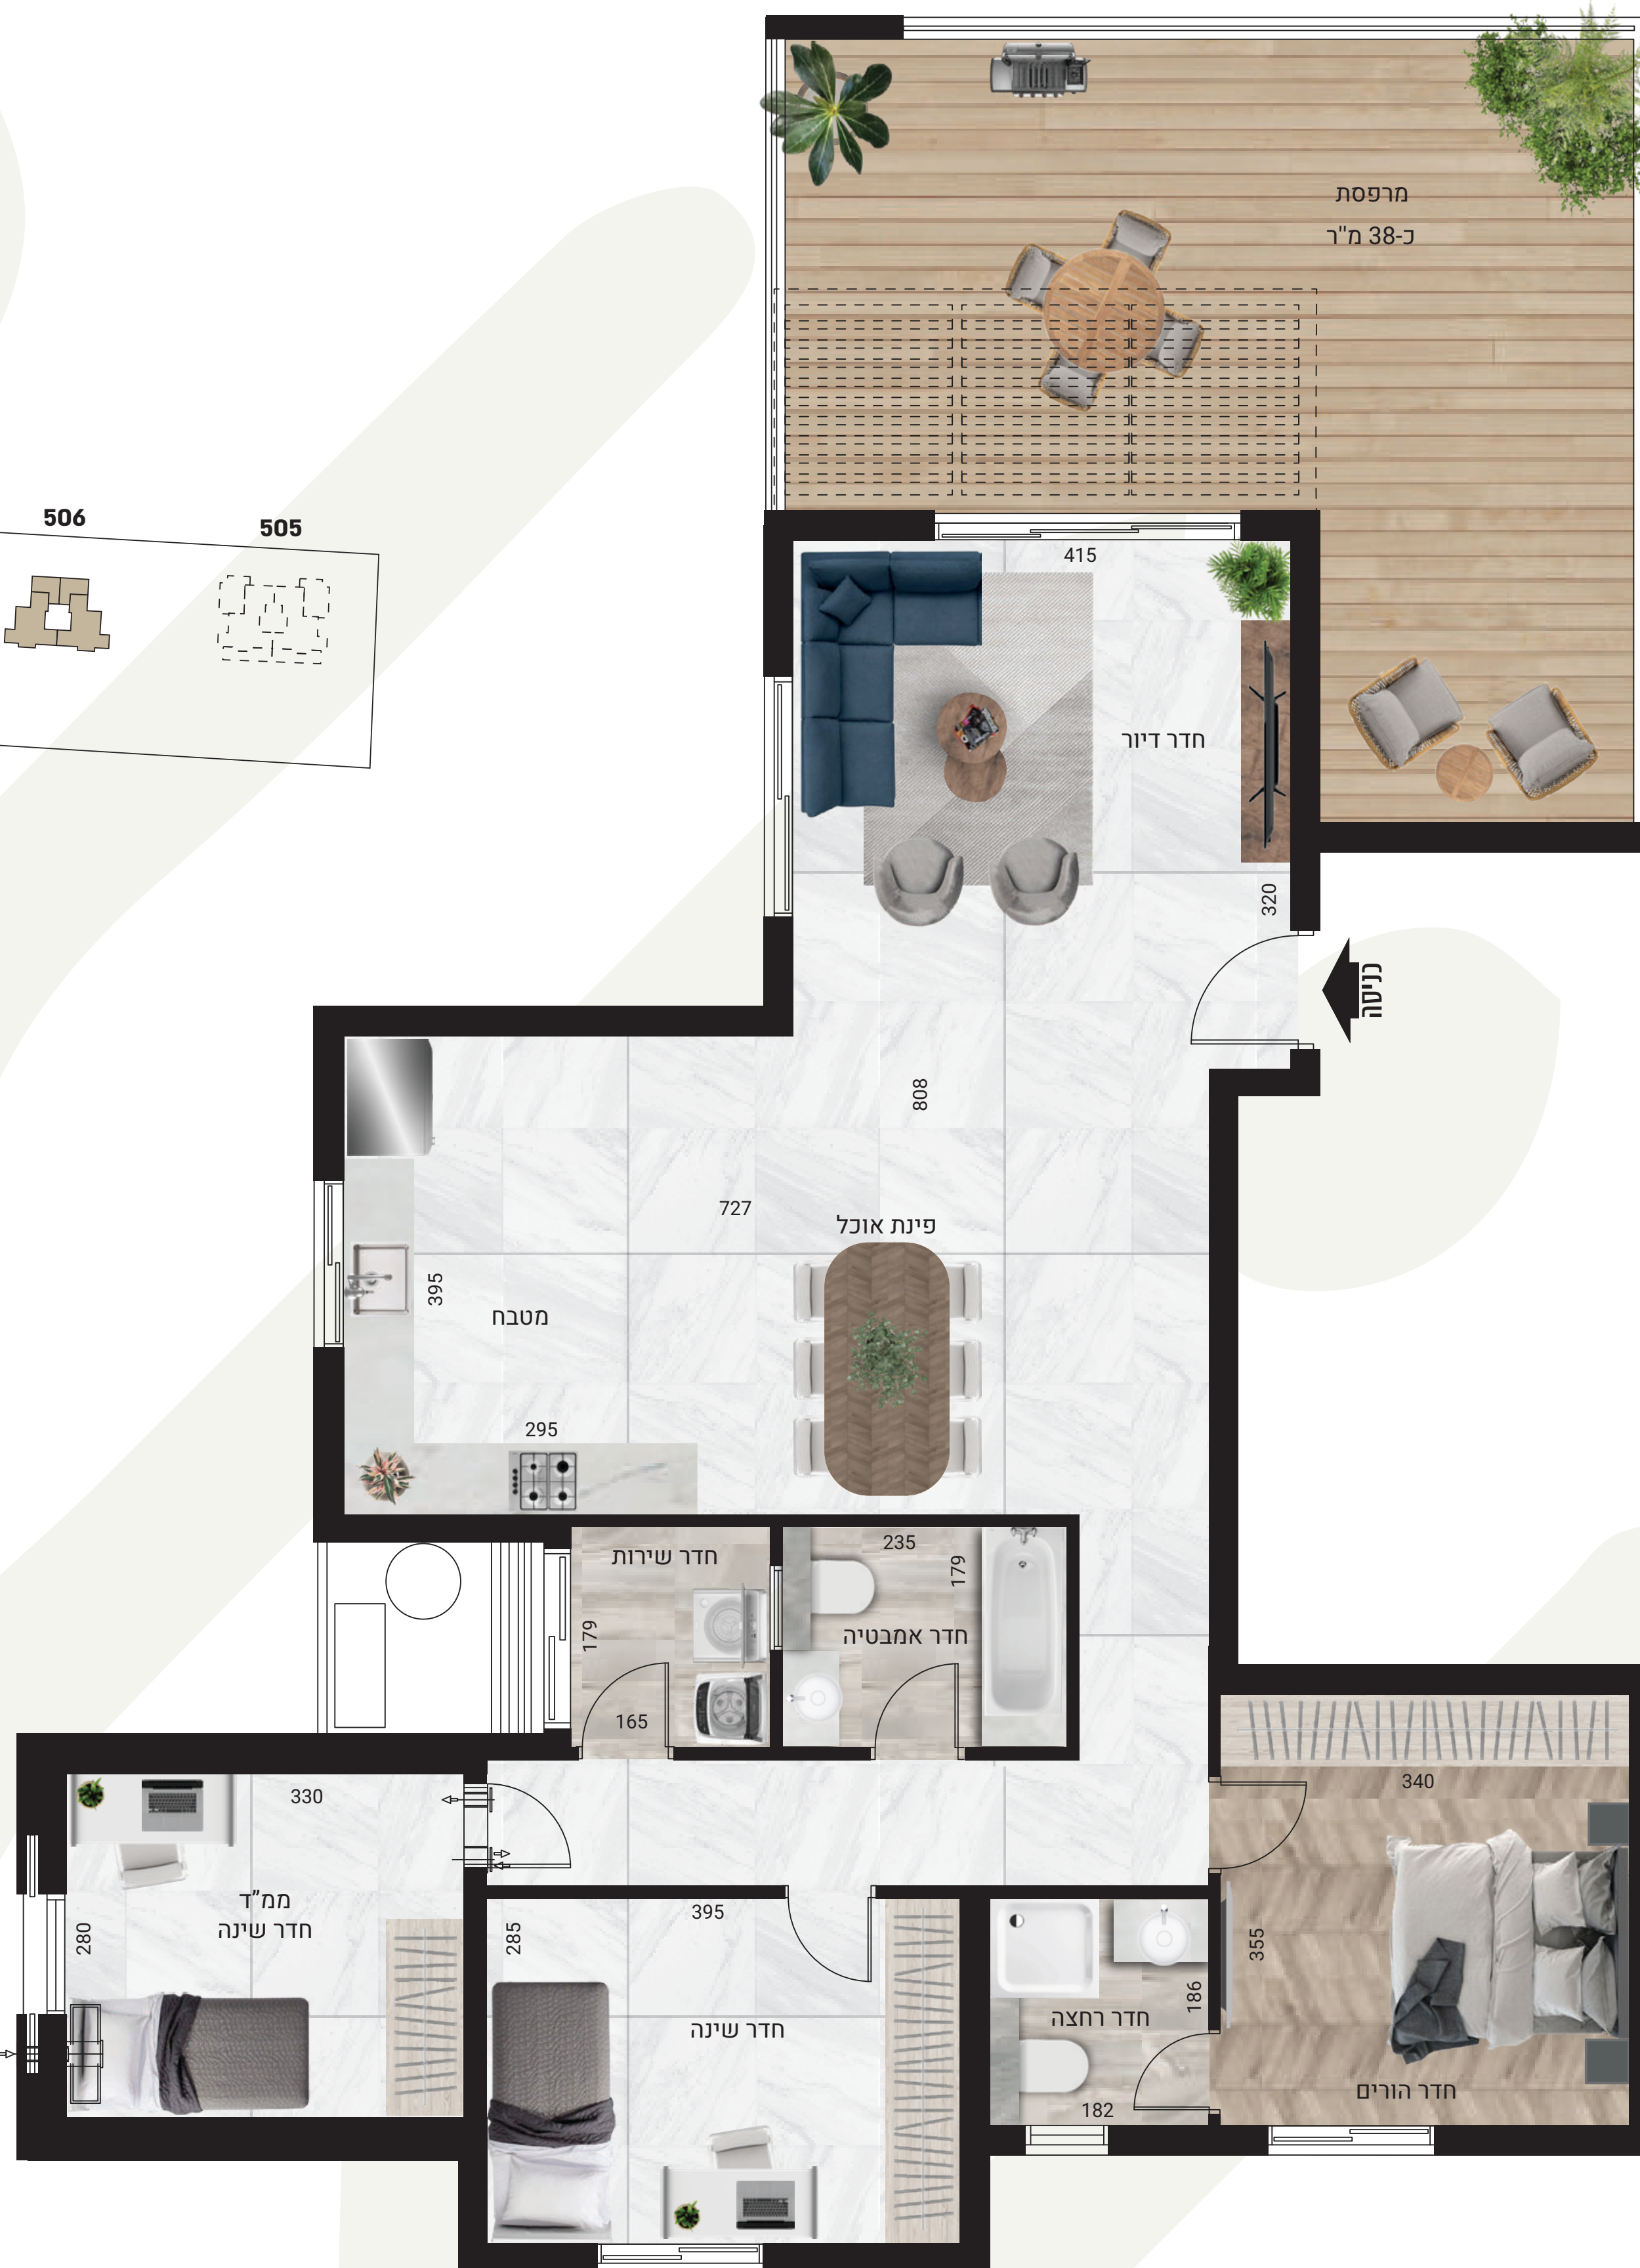 מרפסת
כ-38 מ"ר
506
505
415
חדר דיור
320
כניסה
808
727
פינת אוכל
395
מטבח
295
חדר שירות
235
179
179
חדר אמבטיה
165
330
340
ממ"ד
חדר שינה
280
395
285
355
186
חדר רחצה
חדר שינה
חדר הורים
182